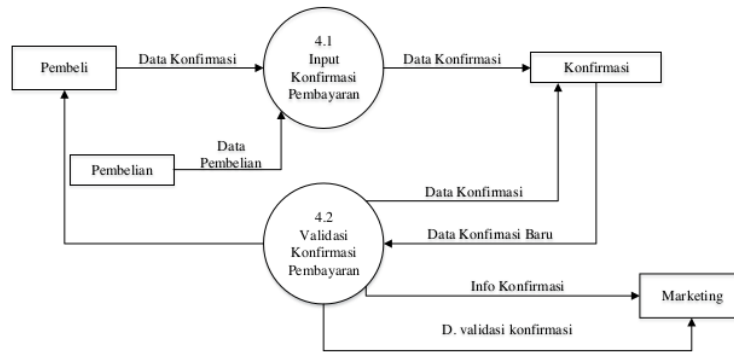 4.1
Input
Konfirmasi
Pembayaran
Pembeli
Data Konfirmasi
Data Konfirmasi
Konfirmasi
Data
Pembelian
Pembelian
4.2
Validasi
Konfirmasi
Pembayaran
Data Konfirmasi
Data Konfimasi Baru
Info Konfirmasi
Marketing
D. validasi konfirmasi